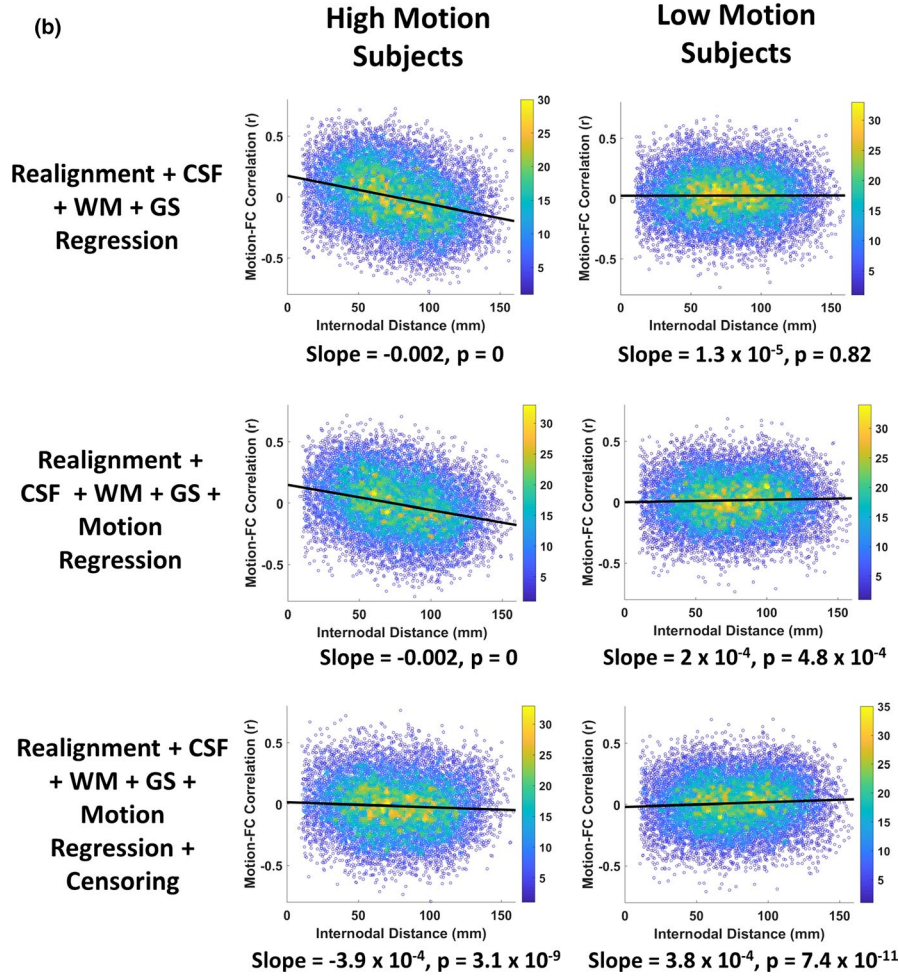 (b)
High Motion
Subjects
Low Motion
Subjects
Realignment + CSF
+ WM + GS
Regression
Motion-FC Correlation (r)
0.5
0
-0.5
0
50
100
150
Internodal Distance (mm)
30
25
20
15
10
5
Slope = -0.002, p = 0
Motion-FC Correlation (r)
0.5
0
-0.5
0
50
100
150
Internodal Distance (mm)
30
25
20
15
10
5
Slope = 1.3 x 10-5, p = 0.82
Realignment +
CSF + WM + GS +
Motion
Regression
Motion-FC Correlation (r)
0.5
0
-0.5
0
50
100
150
Internodal Distance (mm)
30
25
20
15
10
5
Slope = -0.002, p = 0
Motion-FC Correlation (r)
0.5
0
-0.5
0
50
100
150
Internodal Distance (mm)
30
25
20
15
10
5
Slope = 2 x 10-4, p = 4.8 x 10-4
Realignment + CSF
+ WM + GS +
Motion
Regression +
Censoring
Motion-FC Correlation (r)
0.5
0
-0.5
0
50
100
150
Internodal Distance (mm)
30
25
20
15
10
5
Slope = -3.9 x 10-4, p = 3.1 x 10-9
Motion-FC Correlation (r)
0.5
0
-0.5
0
50
100
150
Internodal Distance (mm)
35
30
25
20
15
10
5
Slope = 3.8 x 10-4, p = 7.4 x 10-11